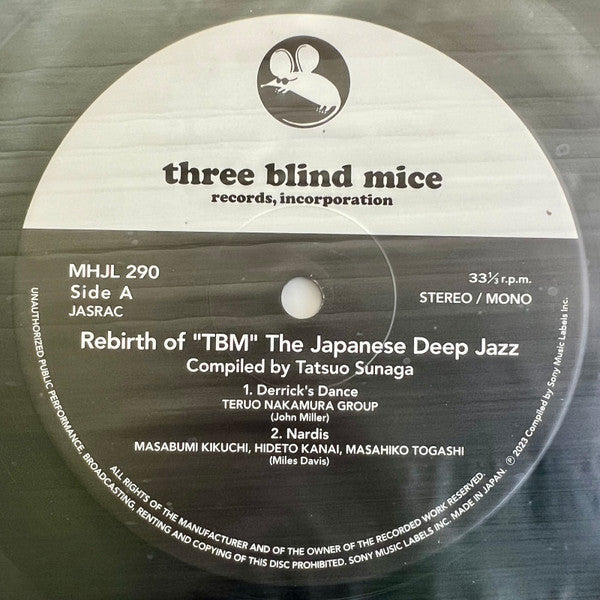 three blind mice
records, incorporation
MHJL 290
Side A
JASRAC
33⅓ r.p.m.
STEREO / MONO
Rebirth of "TBM" The Japanese Deep Jazz
Compiled by Tatsuo Sunaga
1. Derrick's Dance
TERUO NAKAMURA GROUP
(John Miller)
2. Nardis
MASABUMI KIKUCHI, HIDETO KANAI, MASAHIKO TOGASHI
(Miles Davis)
ALL RIGHTS OF THE MANUFACTURER AND OF THE OWNER OF THE RECORDED WORK RESERVED.
UNAUTHORIZED PUBLIC PERFORMANCE, BROADCASTING, RENTING AND COPYING OF THIS DISC PROHIBITED. SONY MUSIC LABELS INC. MADE IN JAPAN. ℗ 2023 Compiled by Sony Music Labels Inc.